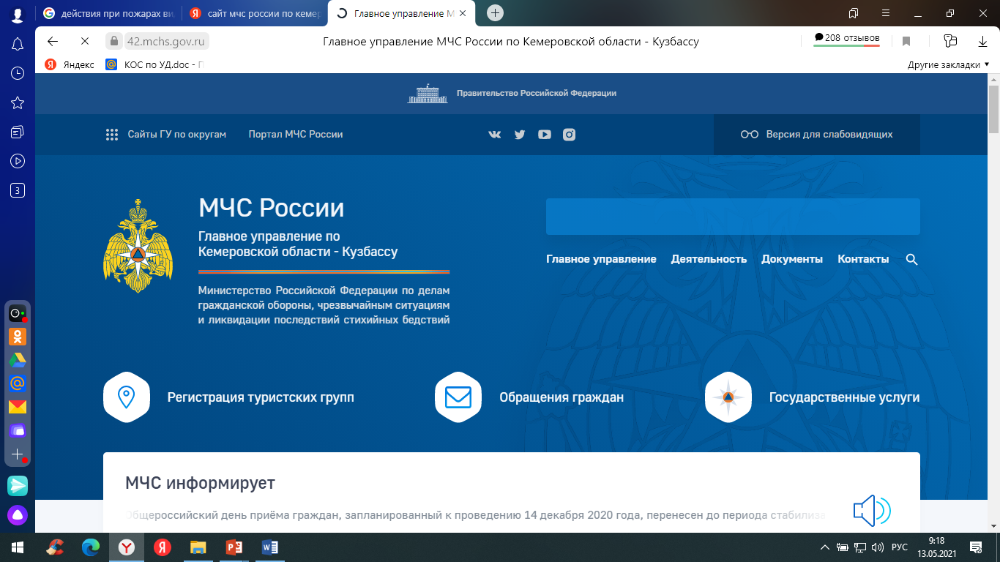 действия при пожарах ви
сайт мчс россии по кемер
Главное управление М
42.mchs.gov.ru
Главное управление МЧС России по Кемеровской области - Кузбассу
208 отзывов
Яндекс
КОС по УД.doc - П
Другие закладки
Правительство Российской Федерации
Сайты ГУ по округам
Портал МЧС России
Версия для слабовидящих
МЧС России
Главное управление по
Кемеровской области - Кузбассу
Министерство Российской Федерации по делам
гражданской обороны, чрезвычайным ситуациям
и ликвидации последствий стихийных бедствий
Главное управление
Деятельность
Документы
Контакты
Регистрация туристских групп
Обращения граждан
Государственные услуги
МЧС информирует
Общероссийский день приёма граждан, запланированный к проведению 14 декабря 2020 года, перенесен до периода стабилиза
3
РУС
9:18
13.05.2021